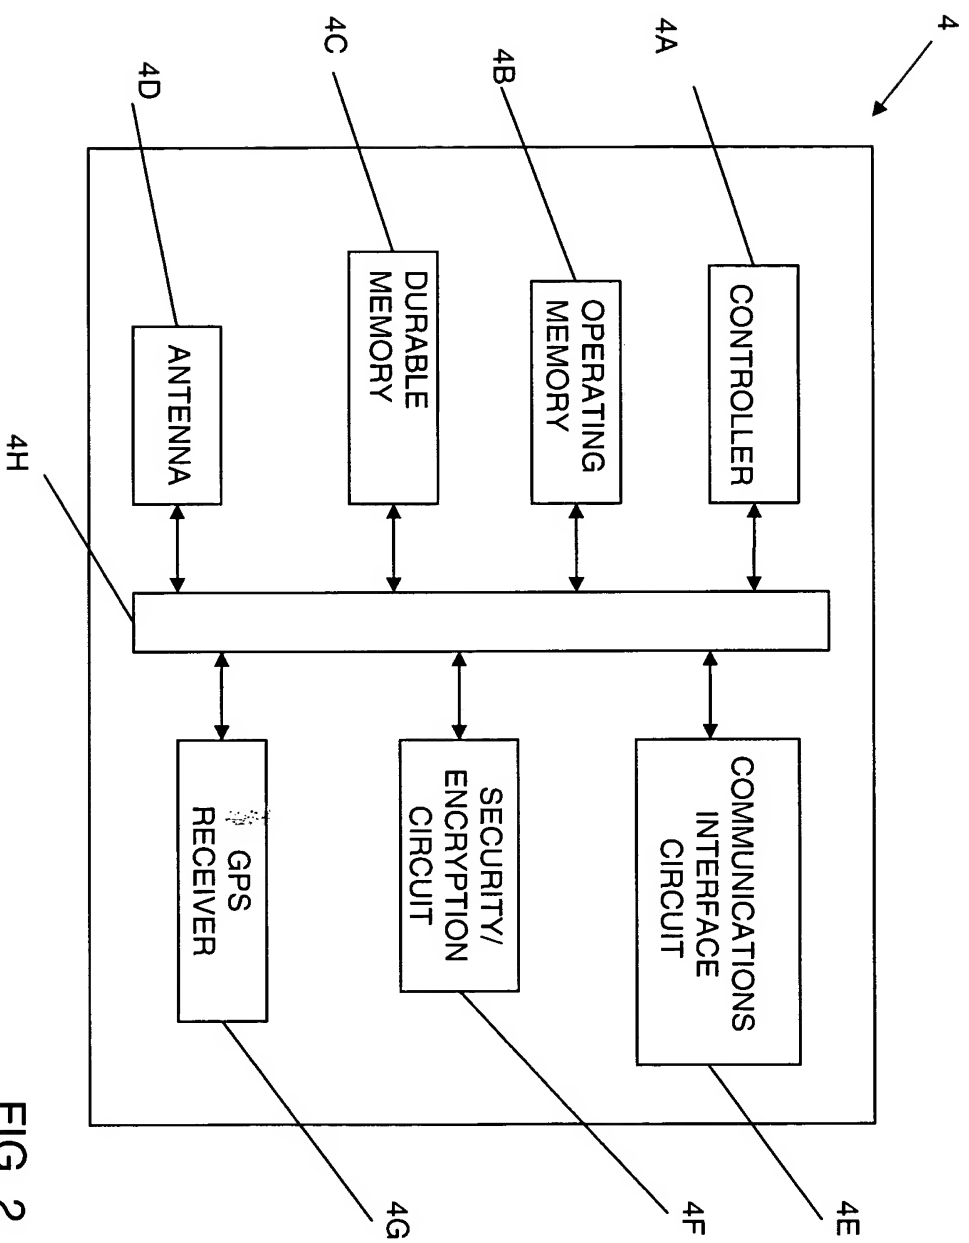 4
4A
CONTROLLER
4B
OPERATING
MEMORY
4C
DURABLE
MEMORY
4D
ANTENNA
4H
COMMUNICATIONS
INTERFACE
CIRCUIT
4E
SECURITY/
ENCRYPTION
CIRCUIT
4F
GPS
RECEIVER
4G
FIG 2